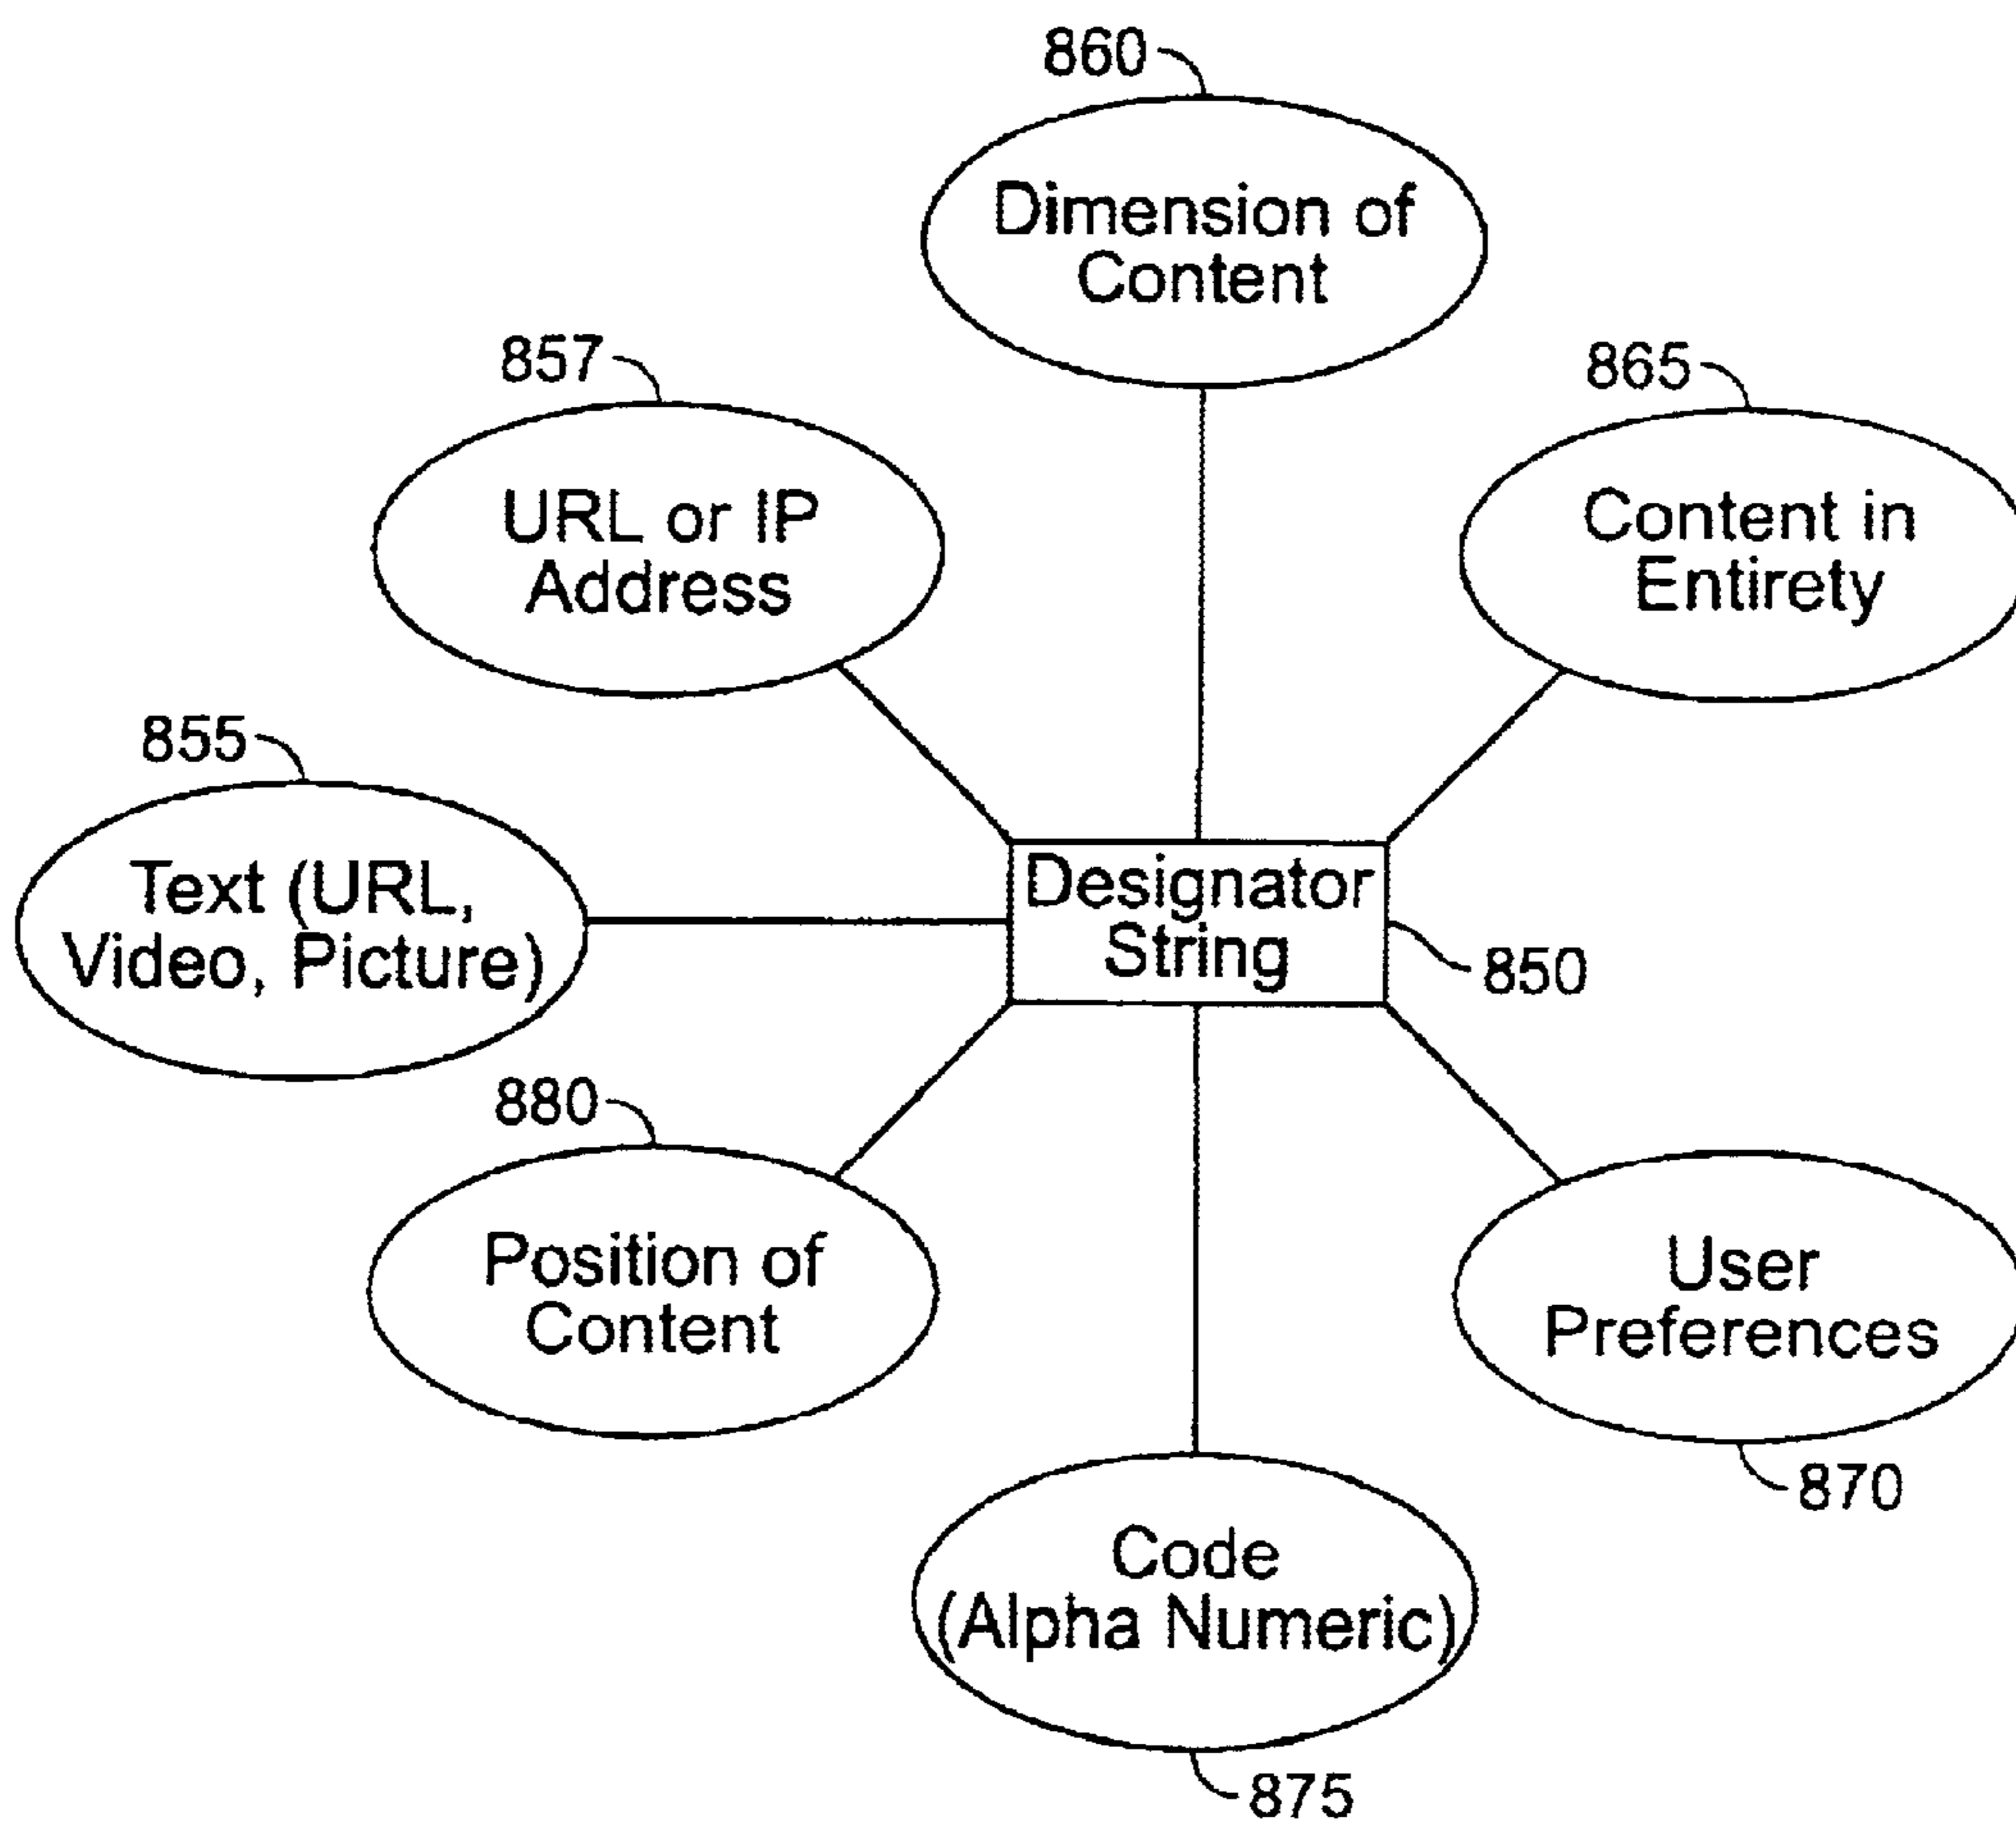 860
Dimension of
Content
857
865
URL or IP
Address
Content in
Entirety
855
Text (URL,
Video, Picture)
Designator
String
850
880
Position of
Content
User
Preferences
870
Code
(Alpha Numeric)
875